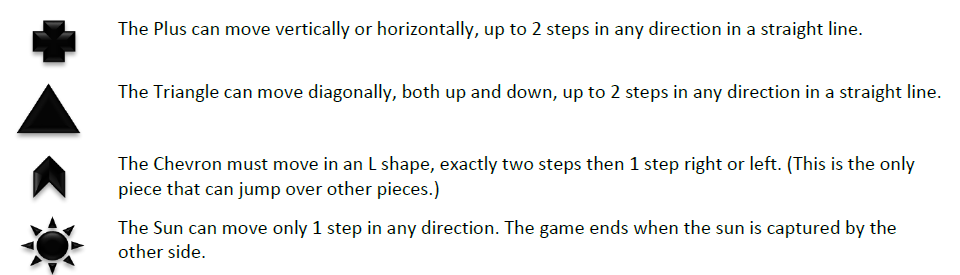 The Plus can move vertically or horizontally, up to 2 steps in any direction in a straight line.
The Triangle can move diagonally, both up and down, up to 2 steps in any direction in a straight line.
The Chevron must move in an L shape, exactly two steps then 1 step right or left. (This is the only
piece that can jump over other pieces.)
The Sun can move only 1 step in any direction. The game ends when the sun is captured by the
other side.